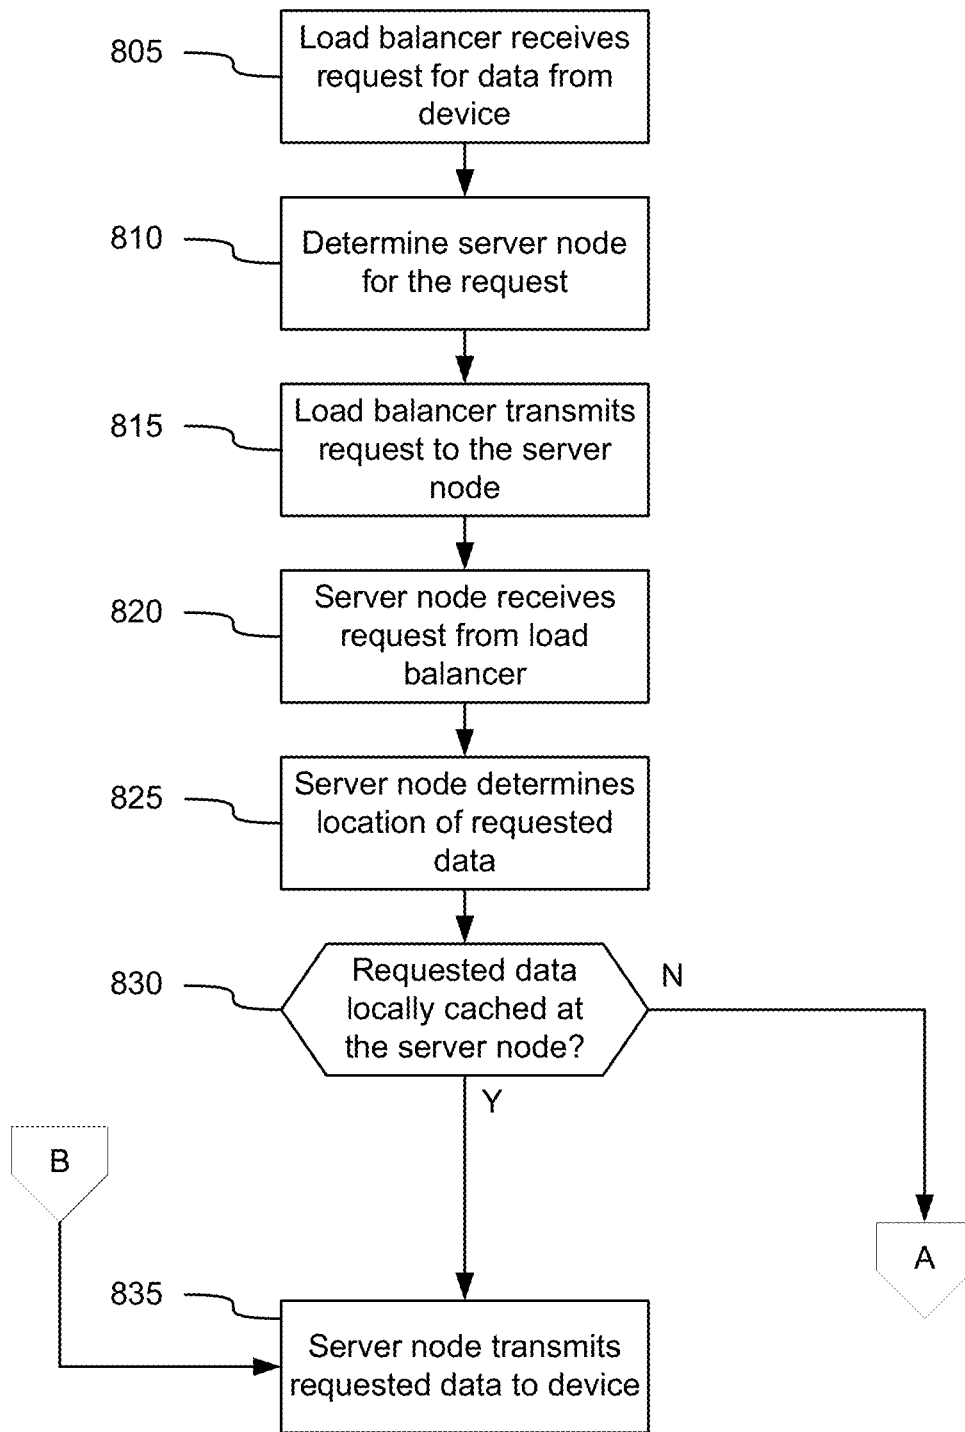 805
Load balancer receives
request for data from
device
810
Determine server node
for the request
815
Load balancer transmits
request to the server
node
820
Server node receives
request from load
balancer
825
Server node determines
location of requested
data
830
Requested data
locally cached at
the server node?
N
Y
B
A
835
Server node transmits
requested data to device